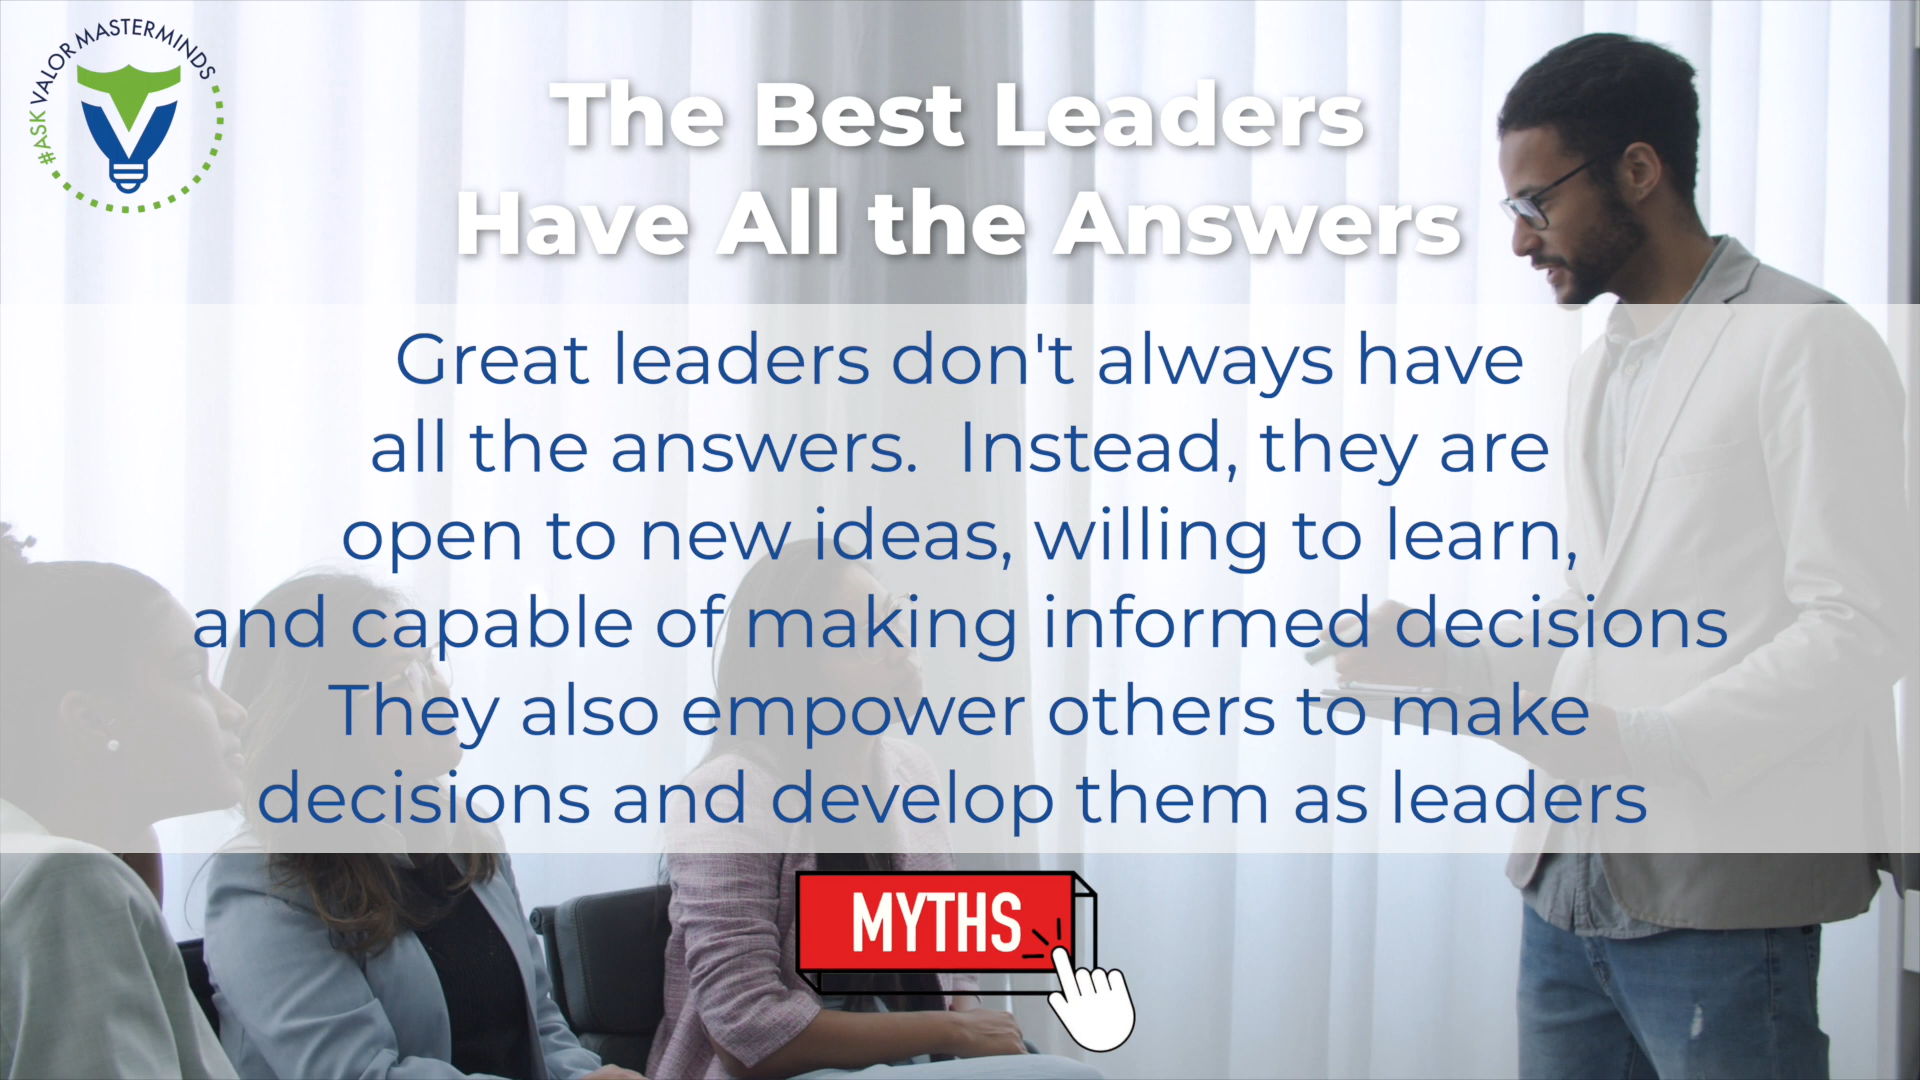 #ASK VALOR MASTERMINDS
The Best Leaders
Have All the Answers
Great leaders don't always have
all the answers.  Instead, they are
open to new ideas, willing to learn,
and capable of making informed decisions
They also empower others to make
decisions and develop them as leaders
MYTHS